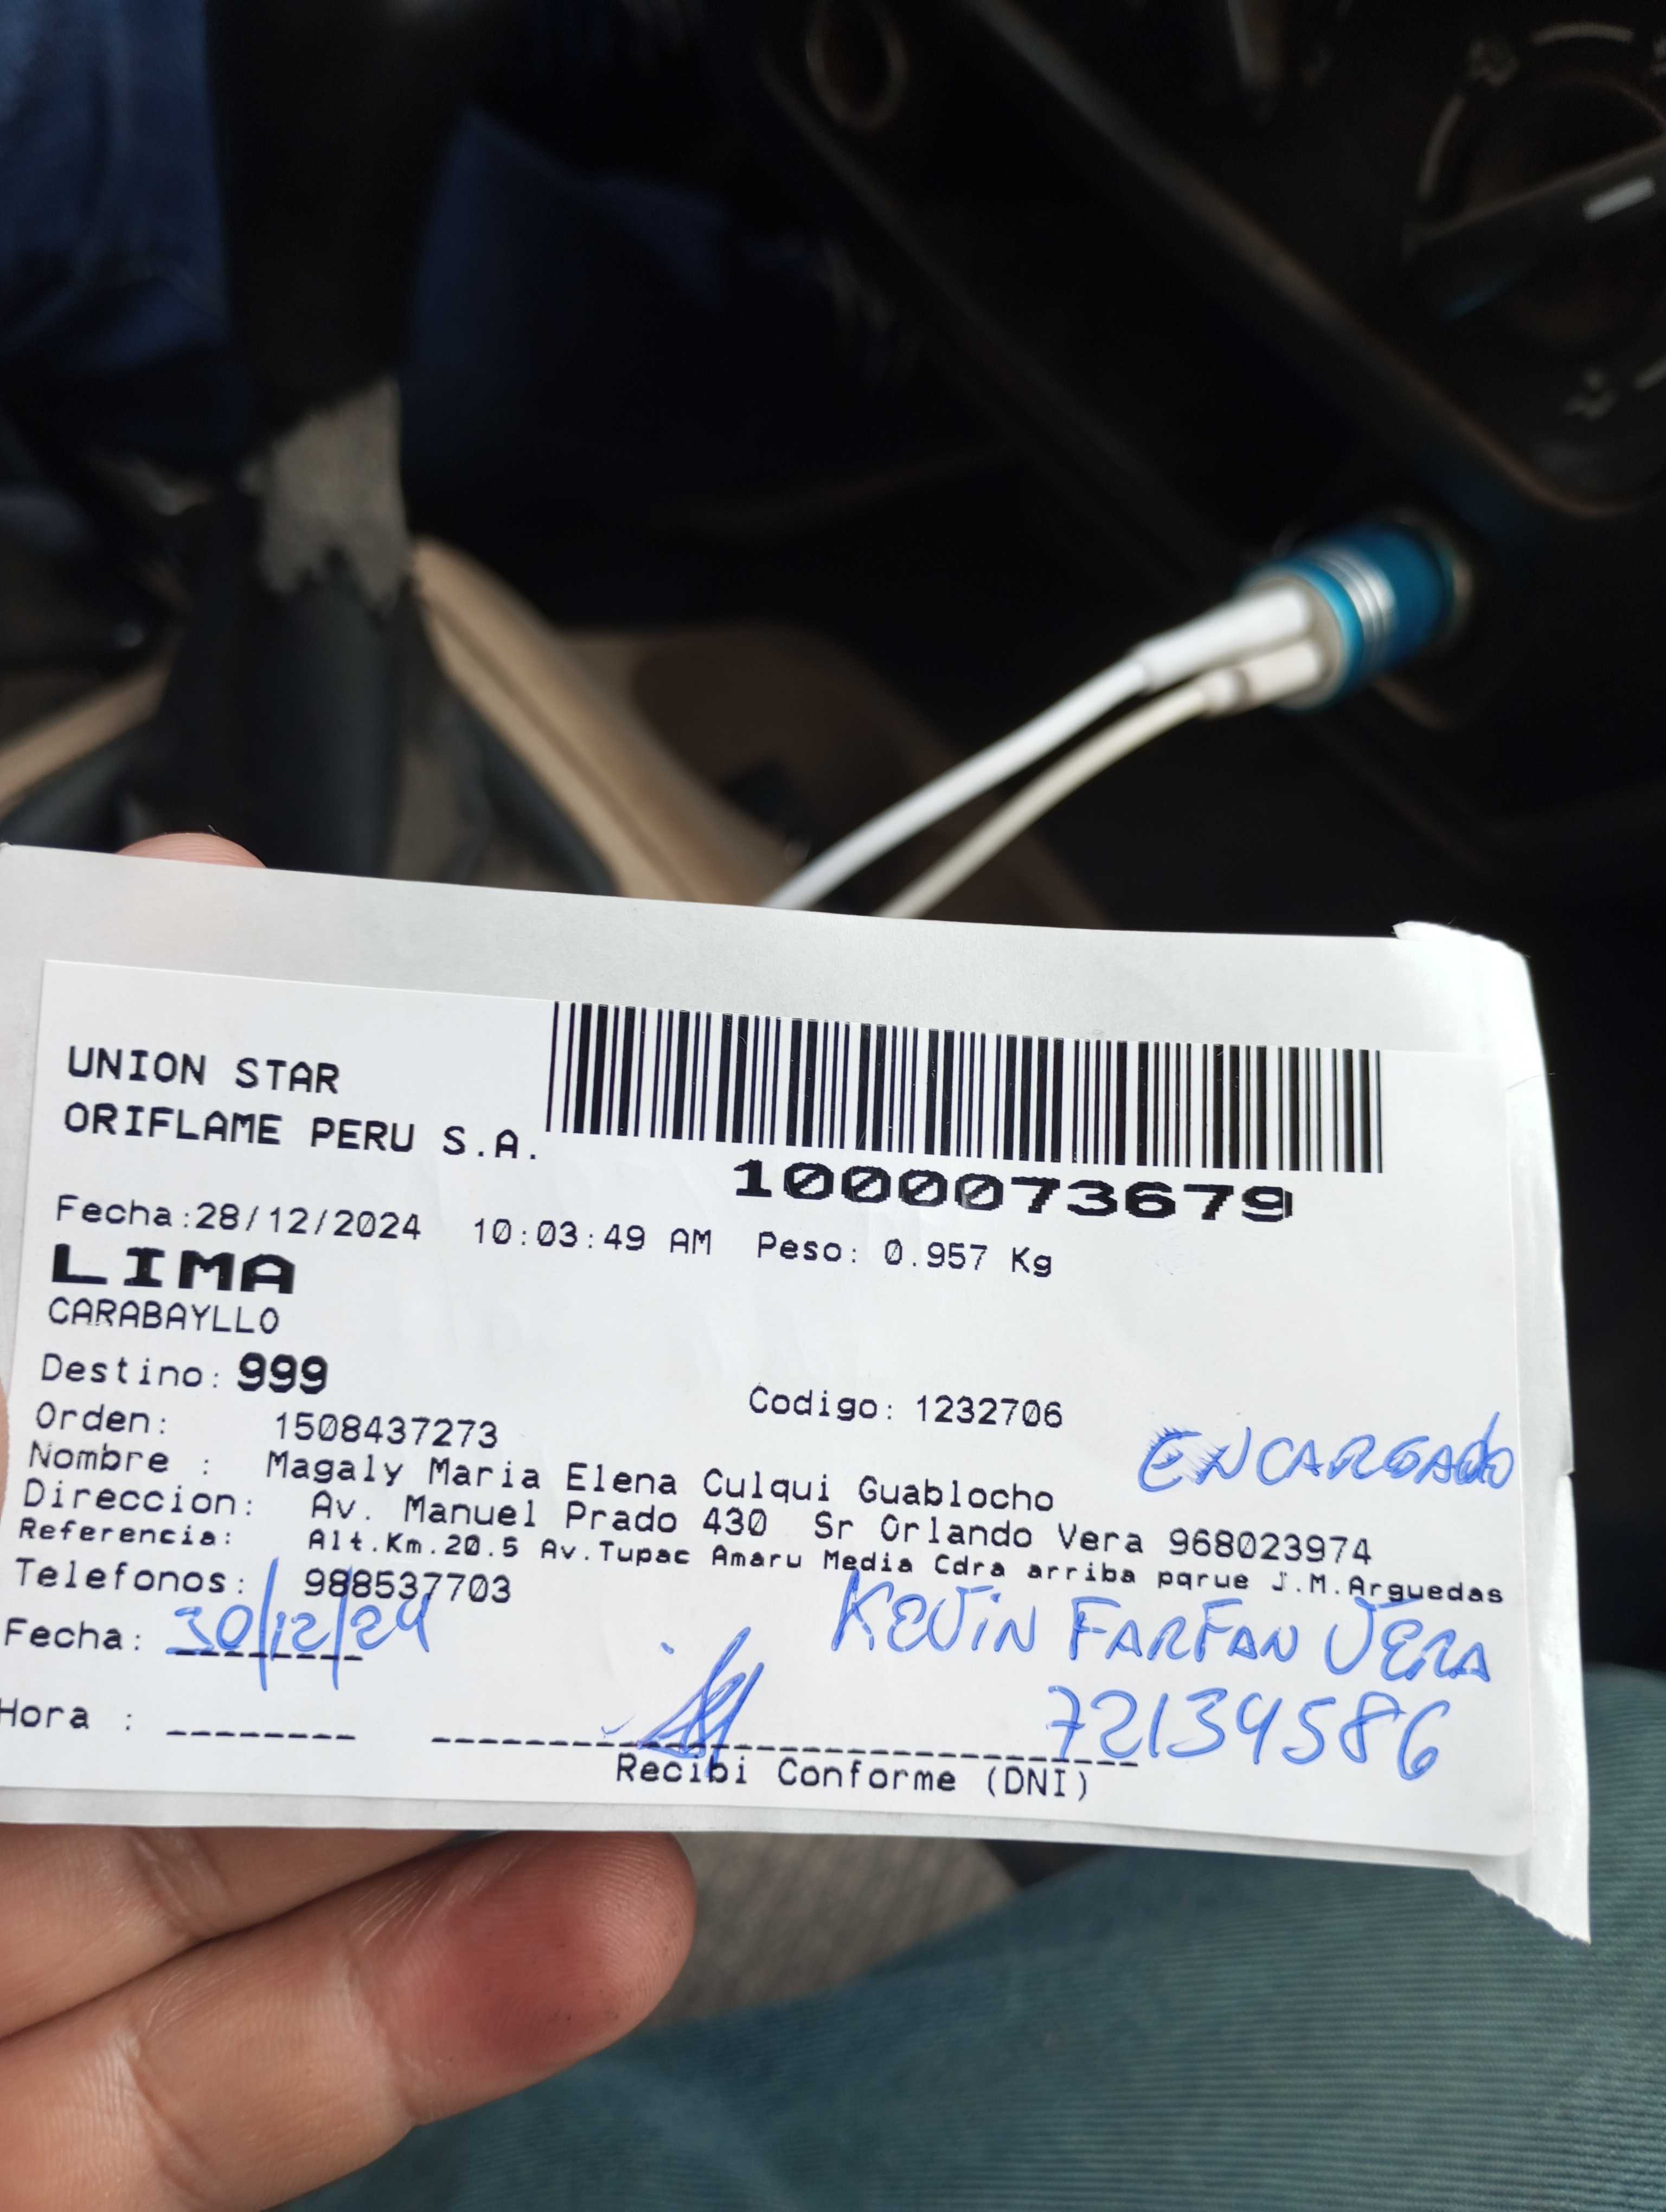 UNION STAR
ORIFLAME PERU S.A.
1000073679
Fecha:28/12/2024 10:03:49 AM Peso: 0.957 Kg
LIMA
CARABAYLLO
Destino: 999
Codigo: 1232706
Orden: 1508437273
ENCARGADO
Nombre : Magaly Maria Elena Culqui Guablocho
Direccion: Av. Manuel Prado 430 Sr Orlando Vera 968023974
Referencia: Alt.Km.20.5 Av.Tupac Amaru Media Cdra arriba pqrue J.M.Arguedas
Telefonos: 988537703
KEVIN FARFAN VERA
Fecha: 30/12/24
72134586
Hora :
Recibi Conforme (DNI)